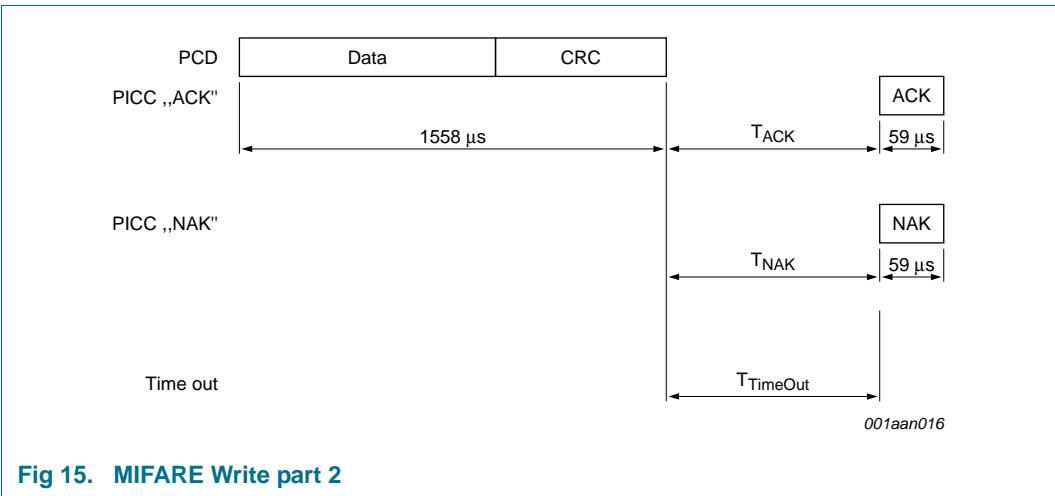 PCD Data CRC
PICC ,,ACK" ACK
1558 μs TACK 59 μs
PICC ,,NAK" NAK
TNAK 59 μs
Time out TTimeOut
001aan016
Fig 15. MIFARE Write part 2